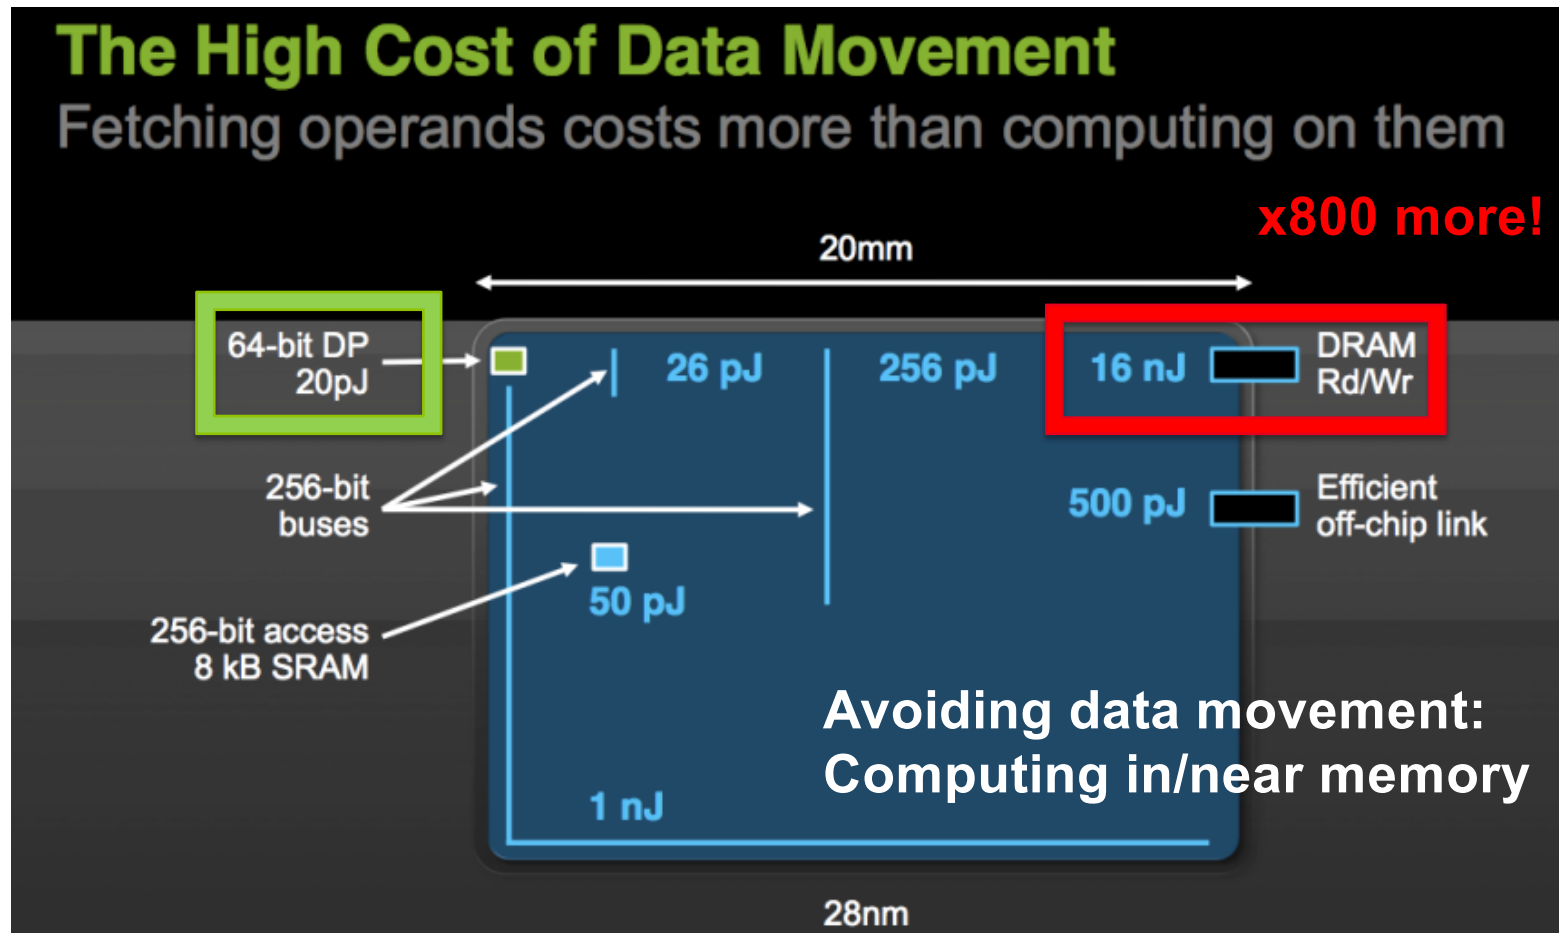 The High Cost of Data Movement
Fetching operands costs more than computing on them
x800 more!
20mm
64-bit DP
20pJ
26 pJ
256 pJ
16 nJ
DRAM
Rd/Wr
256-bit
buses
500 pJ
Efficient
off-chip link
50 pJ
256-bit access
8 kB SRAM
Avoiding data movement:
Computing in/near memory
1 nJ
28nm